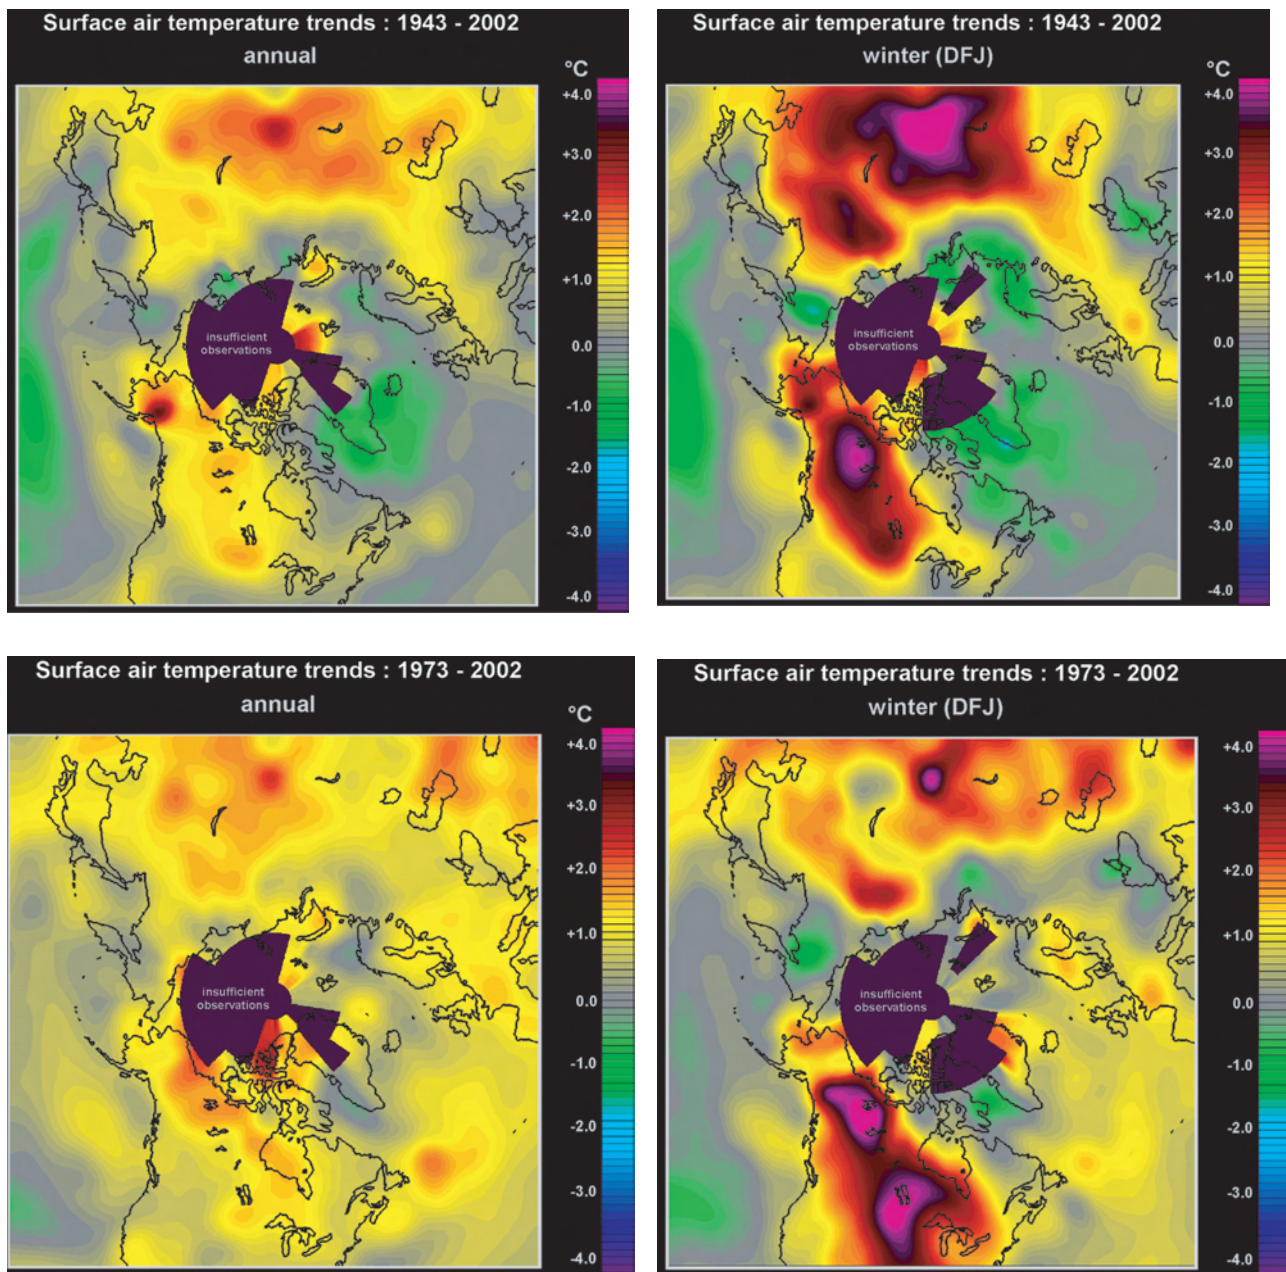 Surface air temperature trends : 1943 - 2002
annual
°C
+4.0
+3.0
+2.0
+1.0
0.0
-1.0
-2.0
-3.0
-4.0
insufficient
observations
Surface air temperature trends : 1943 - 2002
winter (DFJ)
°C
+4.0
+3.0
+2.0
+1.0
0.0
-1.0
-2.0
-3.0
-4.0
insufficient
observations
Surface air temperature trends : 1973 - 2002
annual
°C
+4.0
+3.0
+2.0
+1.0
0.0
-1.0
-2.0
-3.0
-4.0
insufficient
observations
Surface air temperature trends : 1973 - 2002
winter (DFJ)
+4.0
+3.0
+2.0
+1.0
0.0
-1.0
-2.0
-3.0
-4.0
insufficient
observations